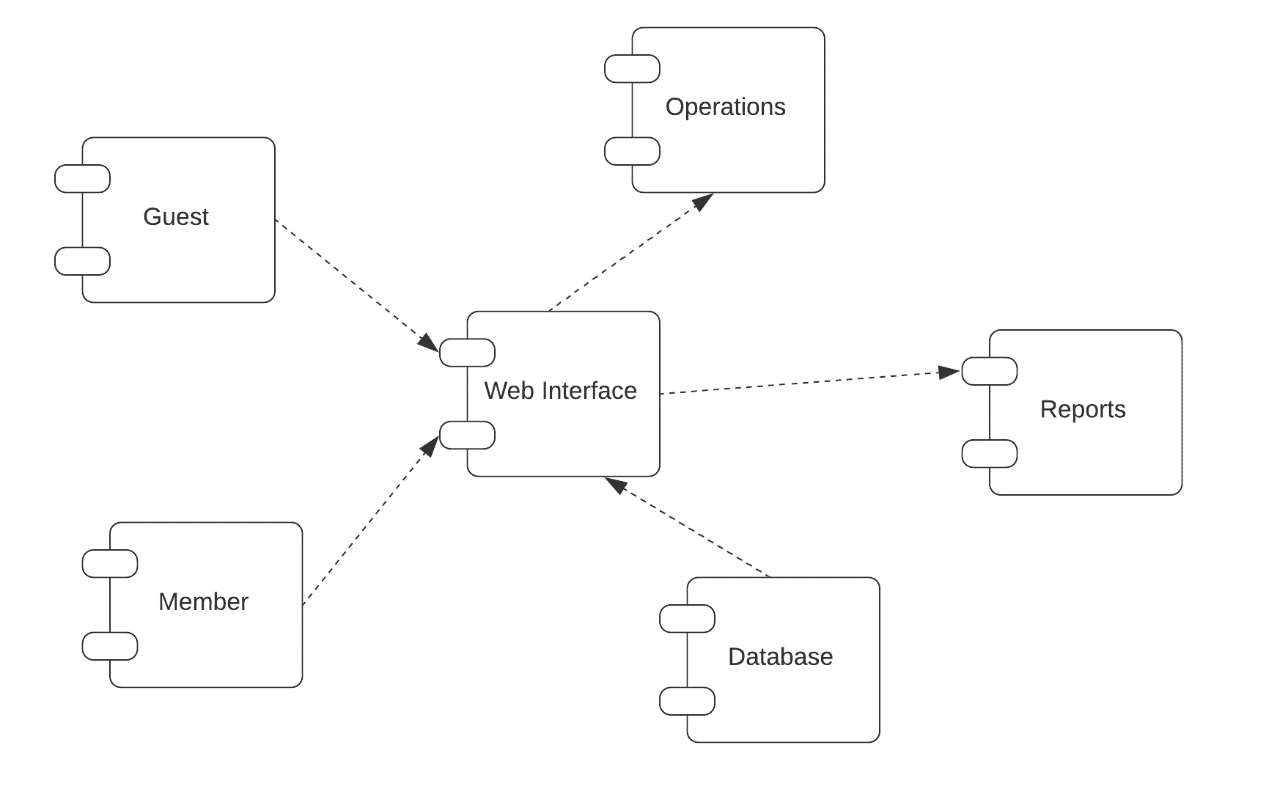 Operations
Guest
Web Interface
Reports
Member
Database